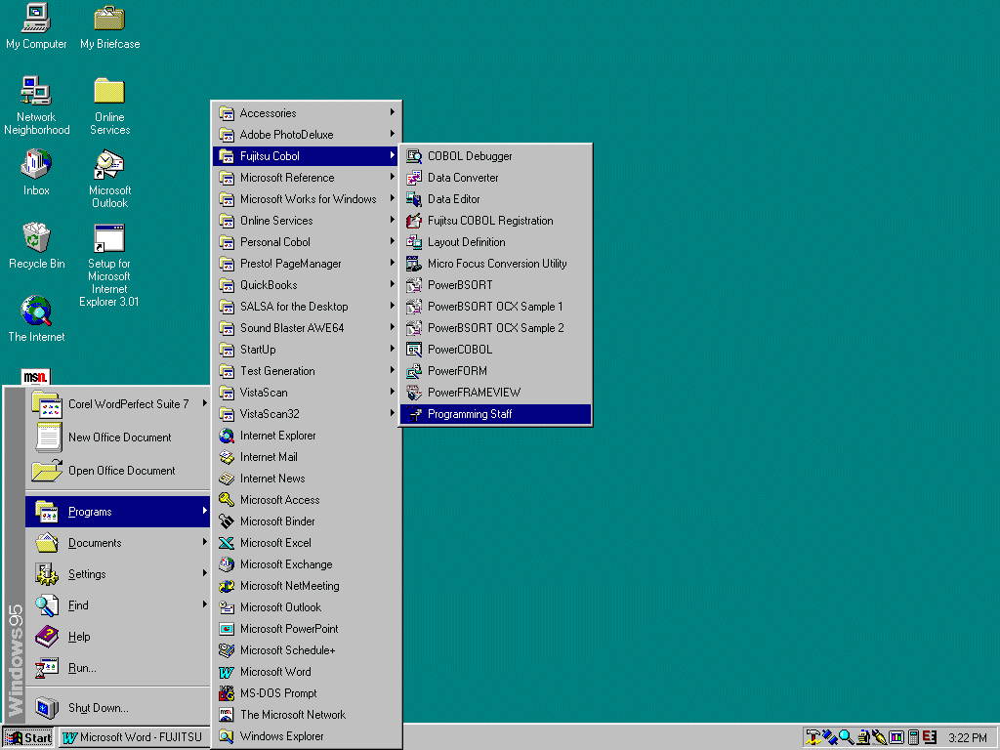 My Computer
My Briefcase
Network
Neighborhood
Online
Services
Inbox
Microsoft
Outlook
Recycle Bin
Setup for
Microsoft
Internet
Explorer 3.01
The Internet
msn.
Windows95
Corel WordPerfect Suite 7
New Office Document
Open Office Document
Programs
Documents
Settings
Find
Help
Run...
Shut Down...
Accessories
Adobe PhotoDeluxe
Fujitsu Cobol
Microsoft Reference
Microsoft Works for Windows
Online Services
Personal Cobol
Presto! PageManager
QuickBooks
SALSA for the Desktop
Sound Blaster AWE64
StartUp
Test Generation
VistaScan
VistaScan32
Internet Explorer
Internet Mail
Internet News
Microsoft Access
Microsoft Binder
Microsoft Excel
Microsoft Exchange
Microsoft NetMeeting
Microsoft Outlook
Microsoft PowerPoint
Microsoft Schedule+
Microsoft Word
MS-DOS Prompt
The Microsoft Network
Windows Explorer
COBOL Debugger
Data Converter
Data Editor
Fujitsu COBOL Registration
Layout Definition
Micro Focus Conversion Utility
PowerBSORT
PowerBSORT OCX Sample 1
PowerBSORT OCX Sample 2
PowerCOBOL
PowerFORM
PowerFRAMEVIEW
Programming Staff
Start
Microsoft Word - FUJITSU
3:22 PM